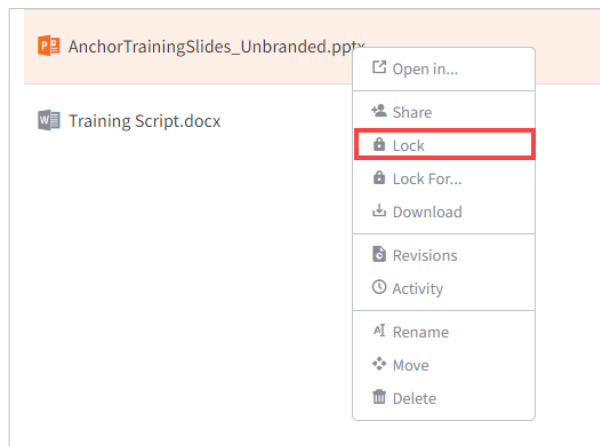 AnchorTrainingSlides_Unbranded.pptx
Open in...
Share
Training Script.docx
Lock
Lock For...
Download
Revisions
Activity
Rename
Move
Delete